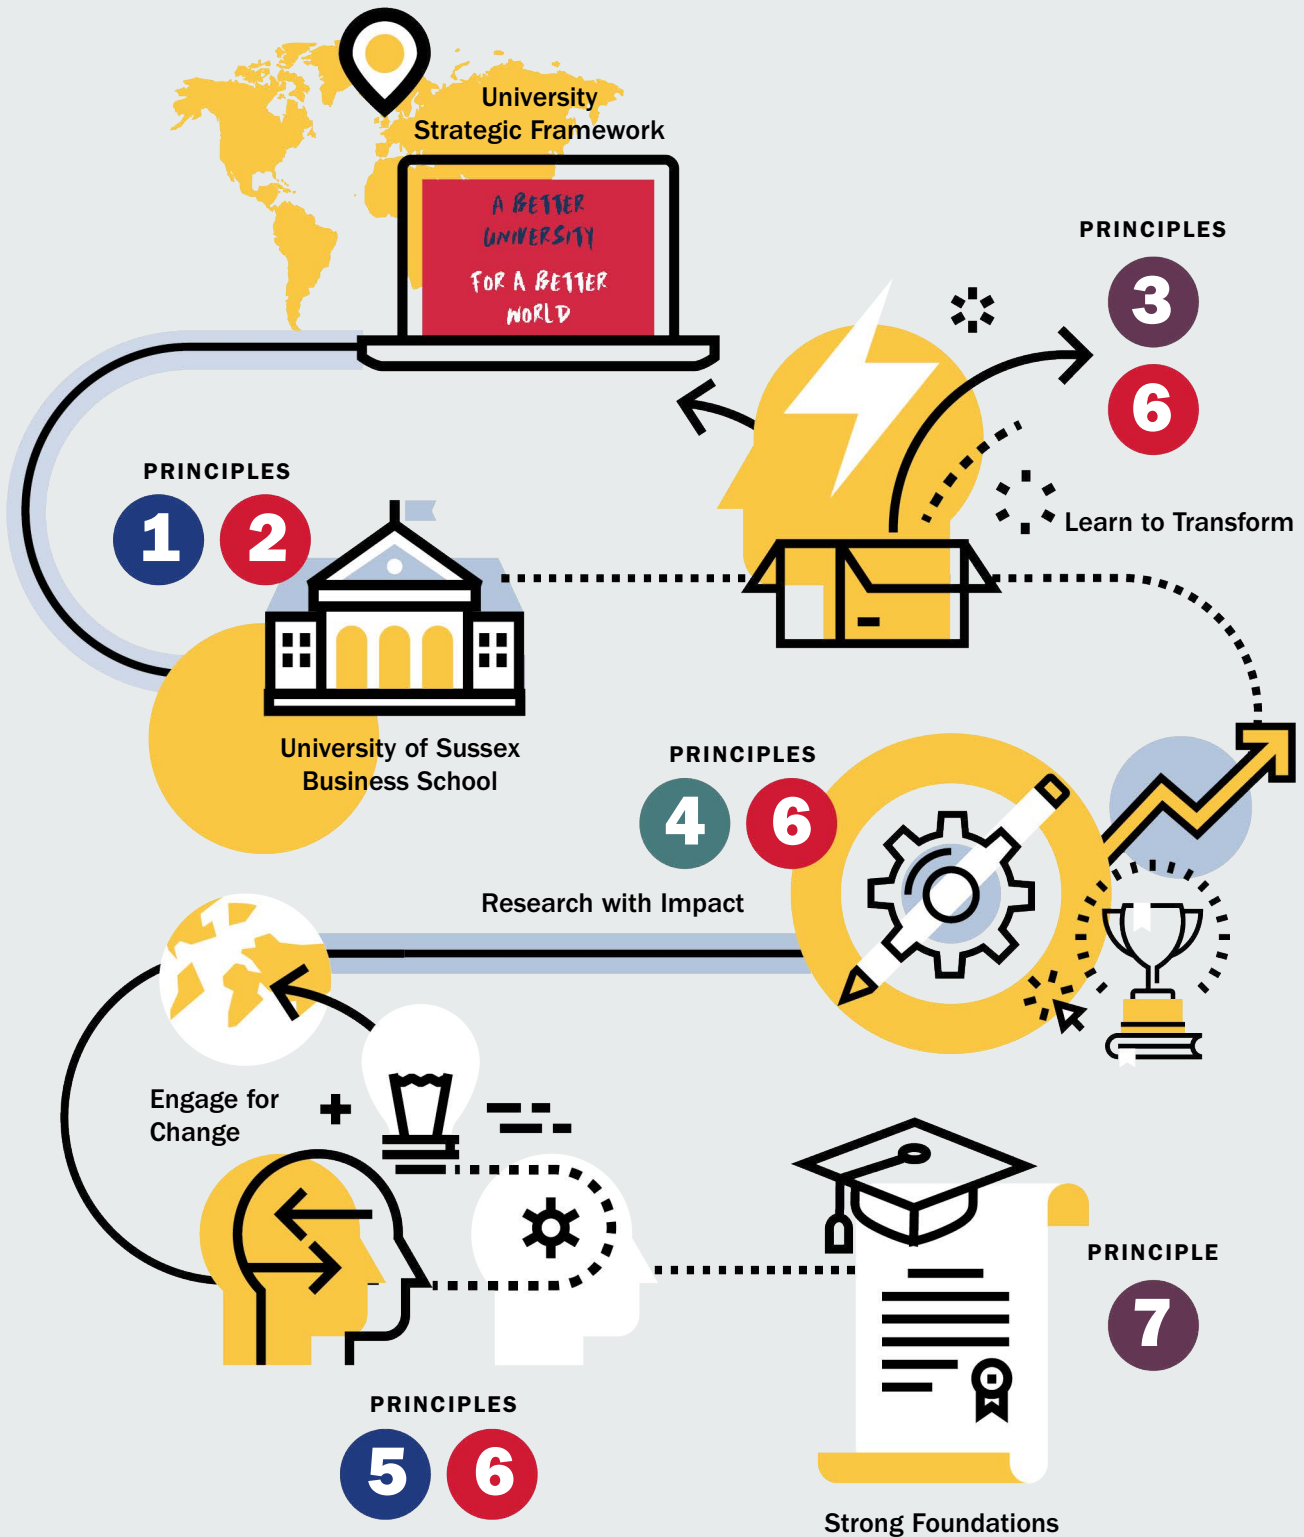 University
Strategic Framework
A BETTER
UNIVERSITY
FOR A BETTER
WORLD
PRINCIPLES
3
6
Learn to Transform
PRINCIPLES
1 2
University of Sussex
Business School
PRINCIPLES
4 6
Research with Impact
Engage for
Change
PRINCIPLES
5 6
PRINCIPLE
7
Strong Foundations